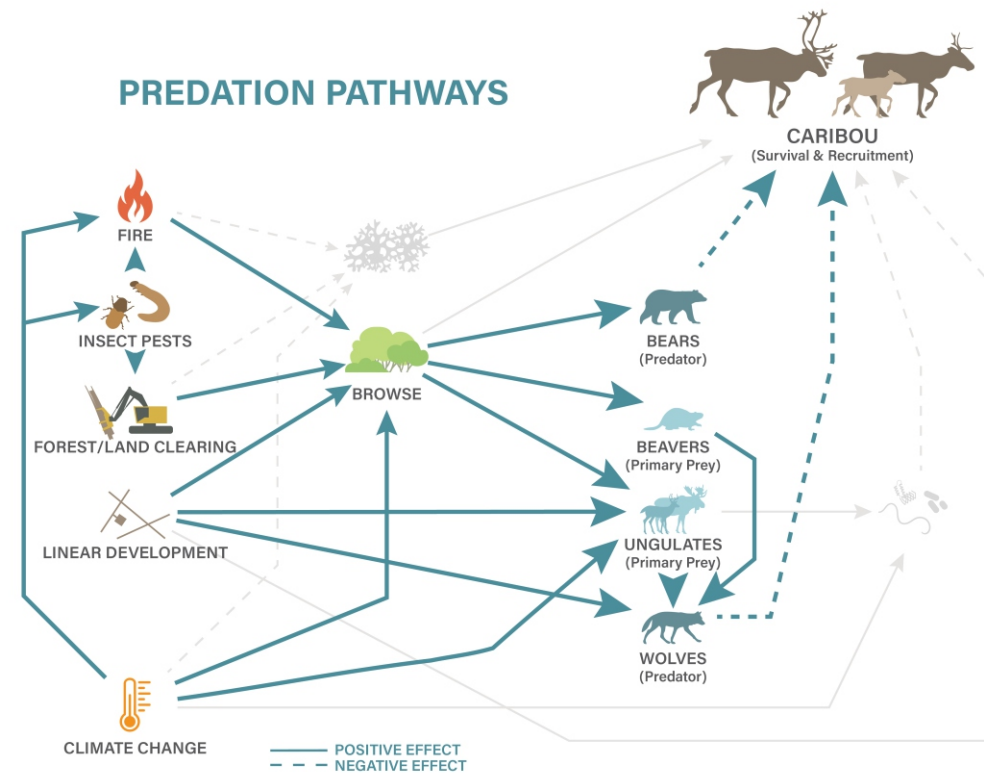 PREDATION PATHWAYS
CARIBOU
(Survival & Recruitment)
FIRE
INSECT PESTS
BEARS
(Predator)
BROWSE
FOREST/LAND CLEARING
BEAVERS
(Primary Prey)
LINEAR DEVELOPMENT
UNGULATES
(Primary Prey)
WOLVES
(Predator)
CLIMATE CHANGE
POSITIVE EFFECT
NEGATIVE EFFECT